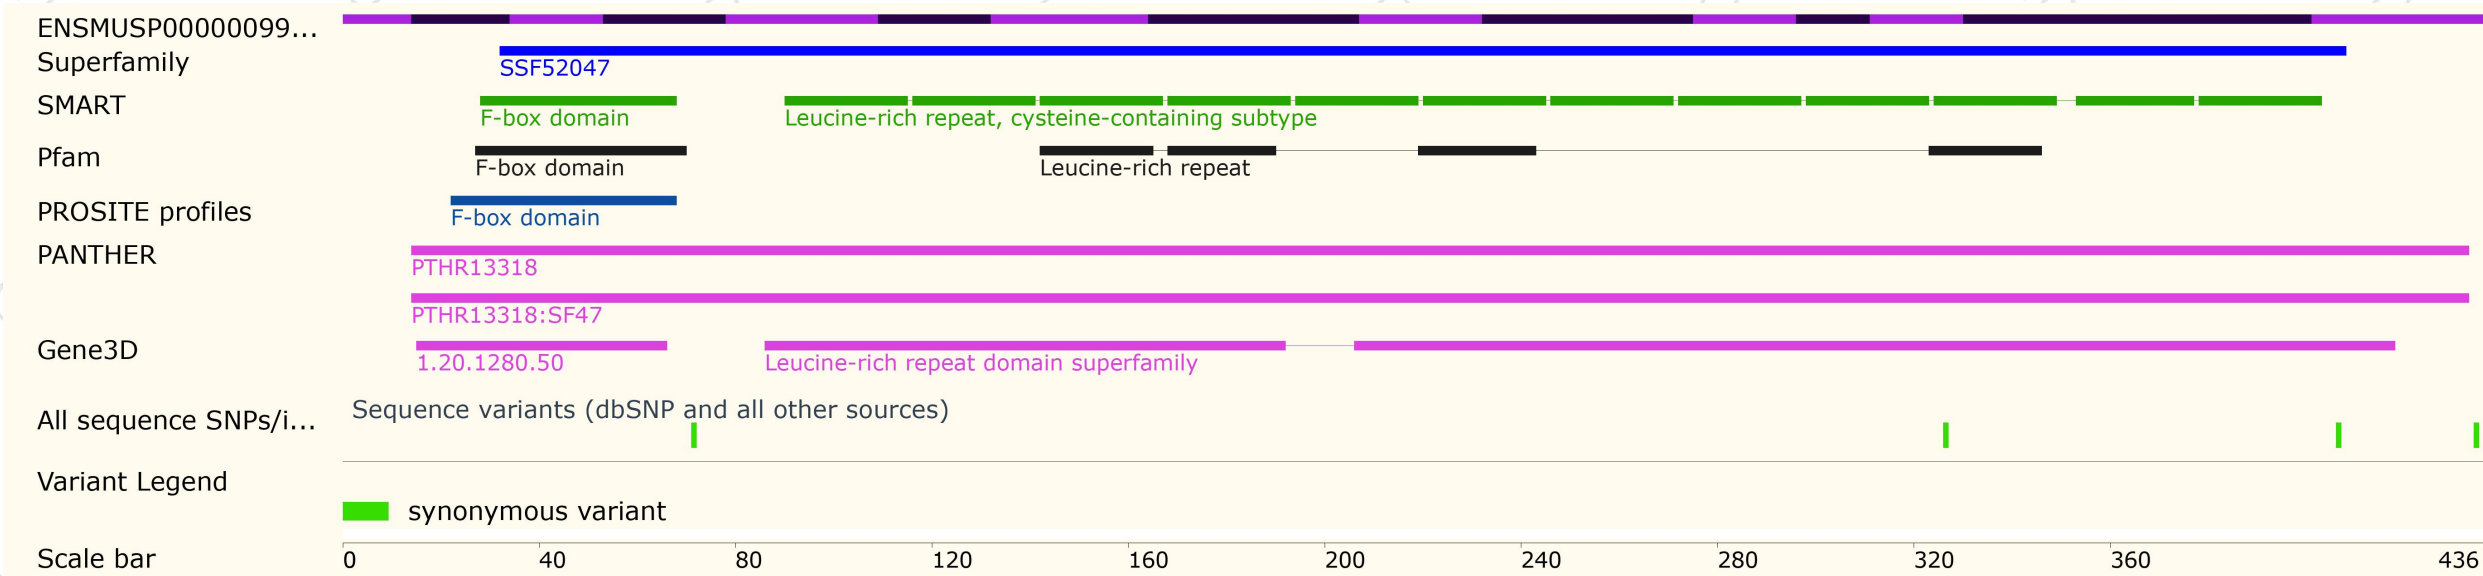 ENSMUSP00000099...
Superfamily
SSF52047
SMART
F-box domain Leucine-rich repeat, cysteine-containing subtype
Pfam
F-box domain Leucine-rich repeat
PROSITE profiles
F-box domain
PANTHER
PTHR13318
PTHR13318:SF47
Gene3D
1.20.1280.50 Leucine-rich repeat domain superfamily
All sequence SNPs/i...
Sequence variants (dbSNP and all other sources)
Variant Legend
synonymous variant
Scale bar
0 40 80 120 160 200 240 280 320 360 436